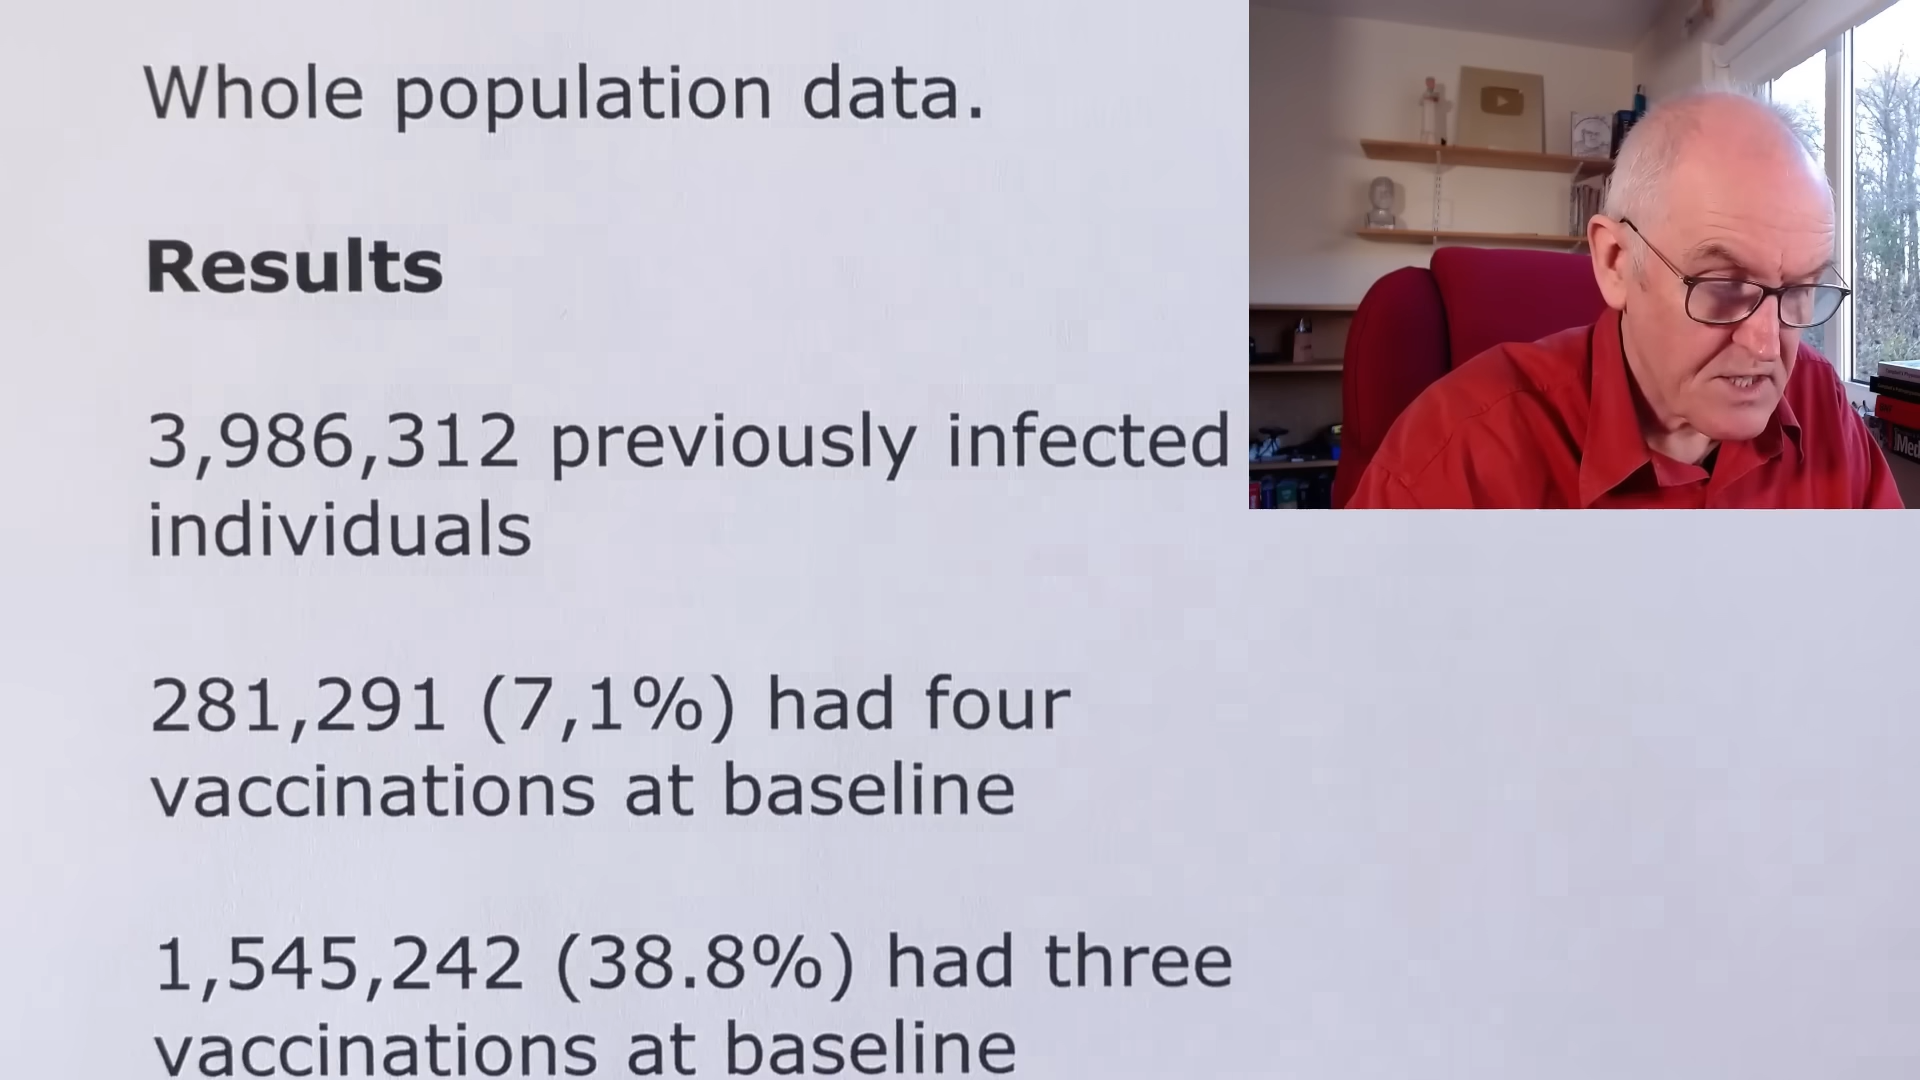 Whole population data.
Results
3,986,312 previously infected
individuals
281,291 (7,1%) had four
vaccinations at baseline
1,545,242 (38.8%) had three
vaccinations at baseline